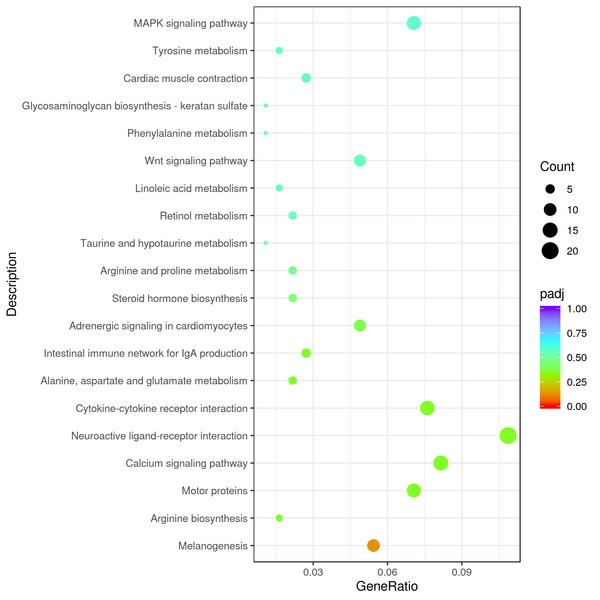 MAPK signaling pathway
Tyrosine metabolism
Cardiac muscle contraction
Glycosaminoglycan biosynthesis - keratan sulfate
Phenylalanine metabolism
Wnt signaling pathway
Linoleic acid metabolism
Retinol metabolism
Taurine and hypotaurine metabolism
Arginine and proline metabolism
Steroid hormone biosynthesis
Adrenergic signaling in cardiomyocytes
Intestinal immune network for IgA production
Alanine, aspartate and glutamate metabolism
Cytokine-cytokine receptor interaction
Neuroactive ligand-receptor interaction
Calcium signaling pathway
Motor proteins
Arginine biosynthesis
Melanogenesis
Description
0.03 0.06 0.09
GeneRatio
Count
5
10
15
20
padj
1.00
0.75
0.50
0.25
0.00